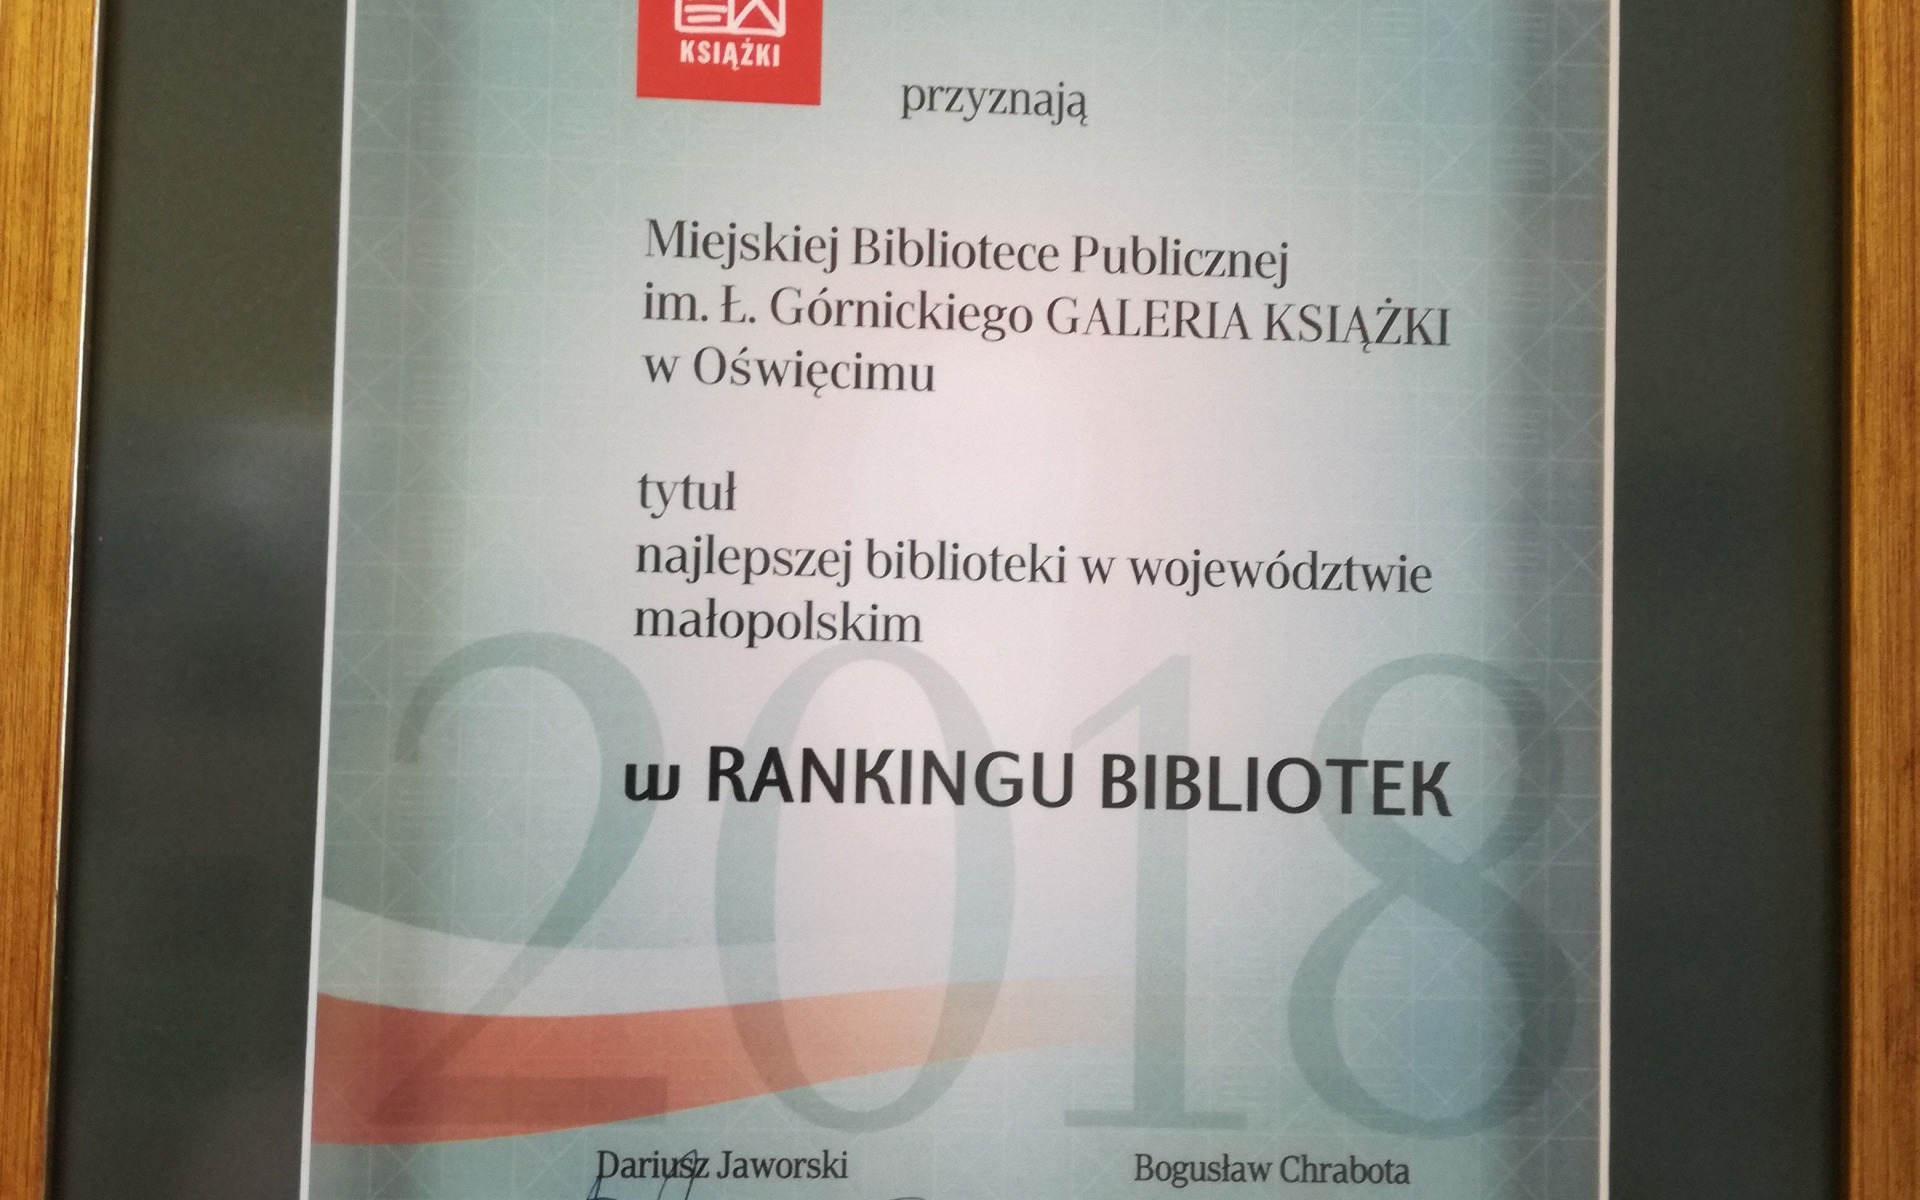 KSIĄŻKI
przyznają
Miejskiej Bibliotece Publicznej
im. Ł. Górnickiego GALERIA KSIĄŻKI
w Oświęcimu
tytuł
najlepszej biblioteki w województwie
małopolskim
2018
w RANKINGU BIBLIOTEK
Dariusz Jaworski
Bogusław Chrabota